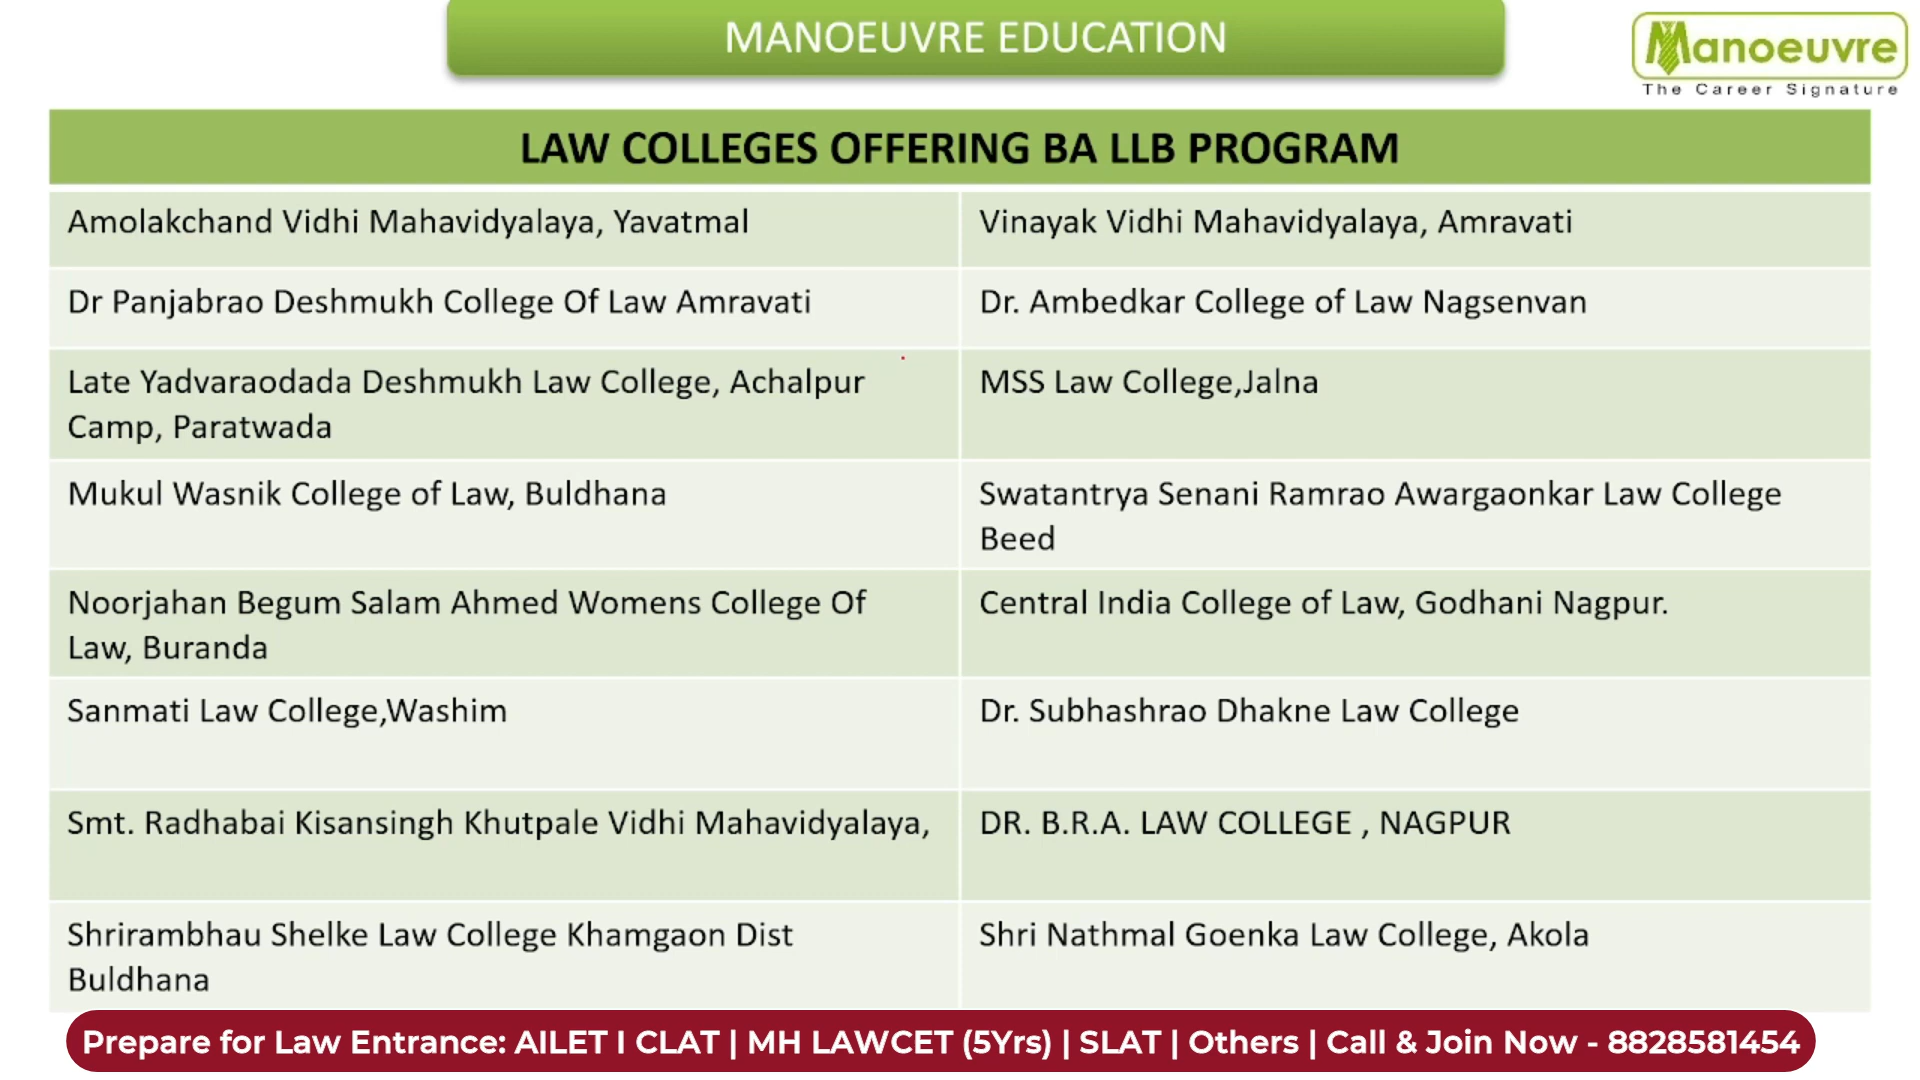 MANOEUVRE EDUCATION
Manoeuvre
The Career Signature
LAW COLLEGES OFFERING BA LLB PROGRAM
Amolakchand Vidhi Mahavidyalaya, Yavatmal
Vinayak Vidhi Mahavidyalaya, Amravati
Dr Panjabrao Deshmukh College Of Law Amravati
Dr. Ambedkar College of Law Nagsenvan
Late Yadvaraodada Deshmukh Law College, Achalpur
Camp, Paratwada
MSS Law College,Jalna
Mukul Wasnik College of Law, Buldhana
Swatantrya Senani Ramrao Awargaonkar Law College
Beed
Noorjahan Begum Salam Ahmed Womens College Of
Law, Buranda
Central India College of Law, Godhani Nagpur.
Sanmati Law College,Washim
Dr. Subhashrao Dhakne Law College
Smt. Radhabai Kisansingh Khutpale Vidhi Mahavidyalaya,
DR. B.R.A. LAW COLLEGE , NAGPUR
Shrirambhau Shelke Law College Khamgaon Dist
Buldhana
Shri Nathmal Goenka Law College, Akola
Prepare for Law Entrance: AILET I CLAT | MH LAWCET (5Yrs) | SLAT | Others | Call & Join Now - 8828581454